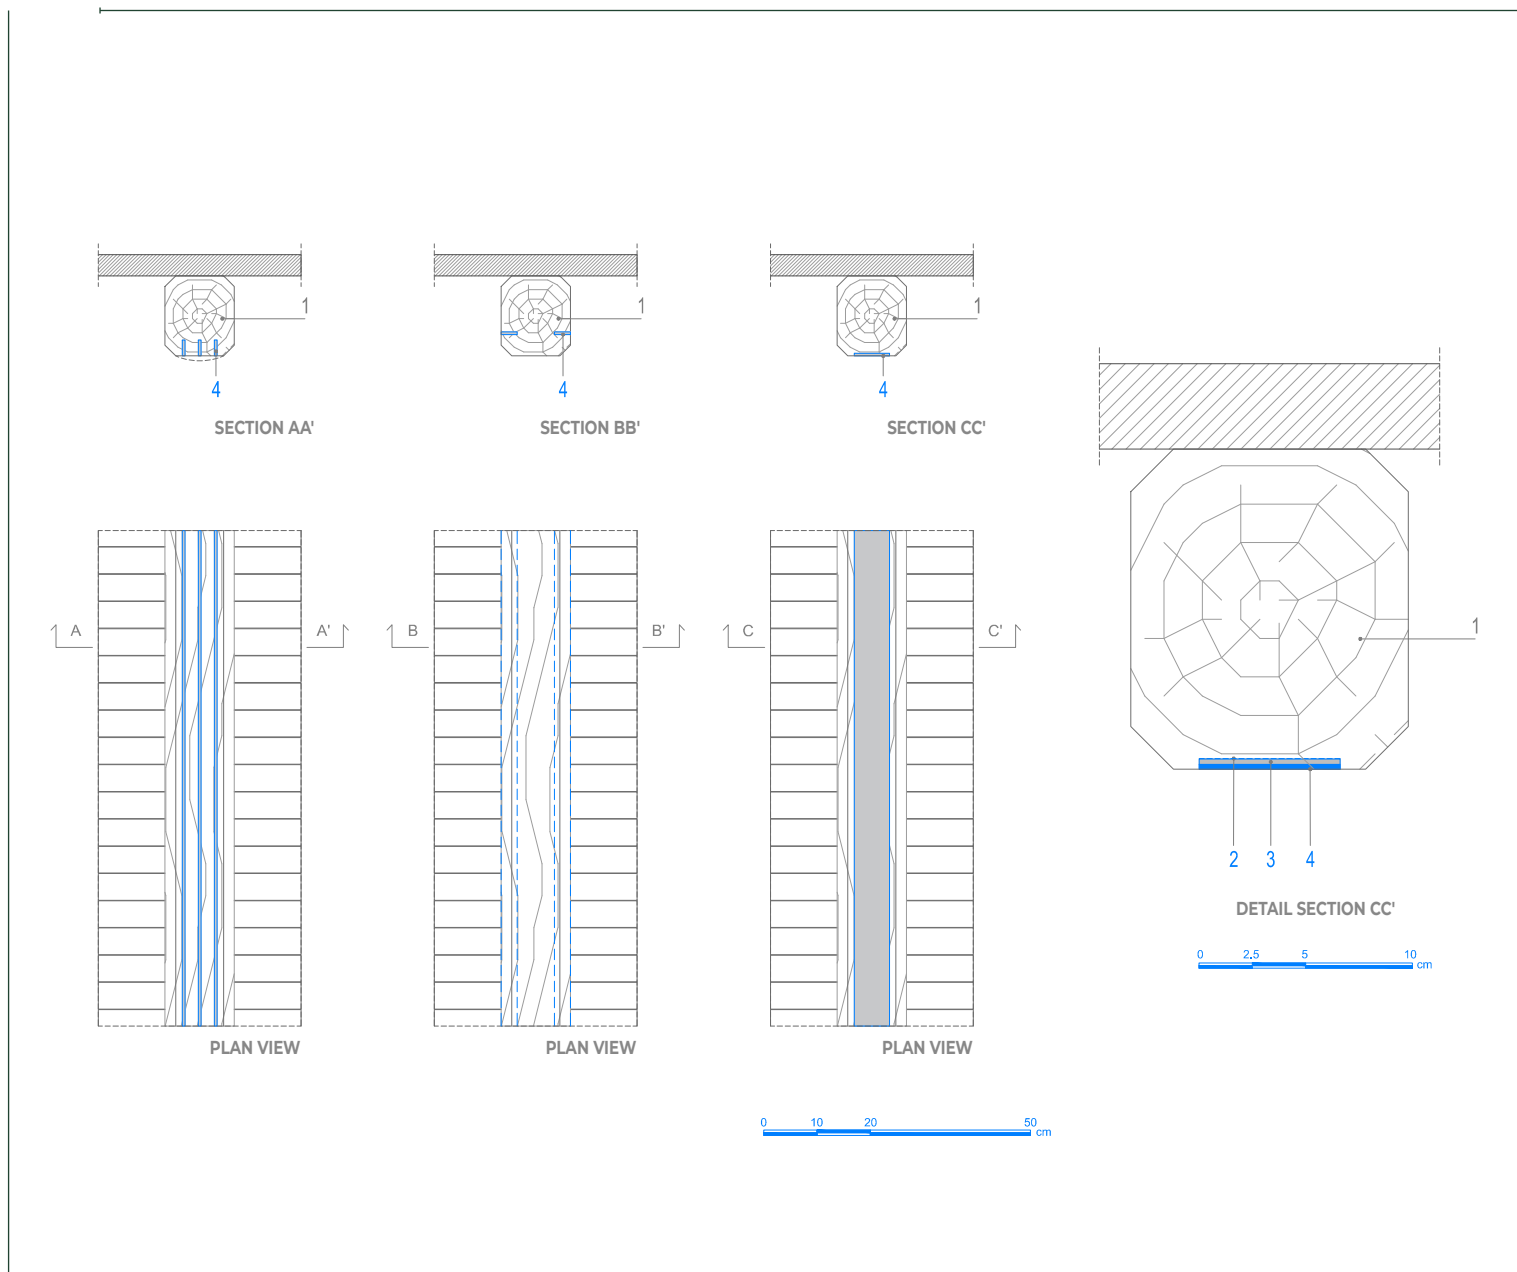 1
1
1
4
4
4
SECTION AA'
SECTION BB'
SECTION CC'
A
A'
B
B'
C
C'
1
2
3
4
DETAIL SECTION CC'
0 2.5 5 10 cm
PLAN VIEW
PLAN VIEW
PLAN VIEW
0 10 20 50 cm